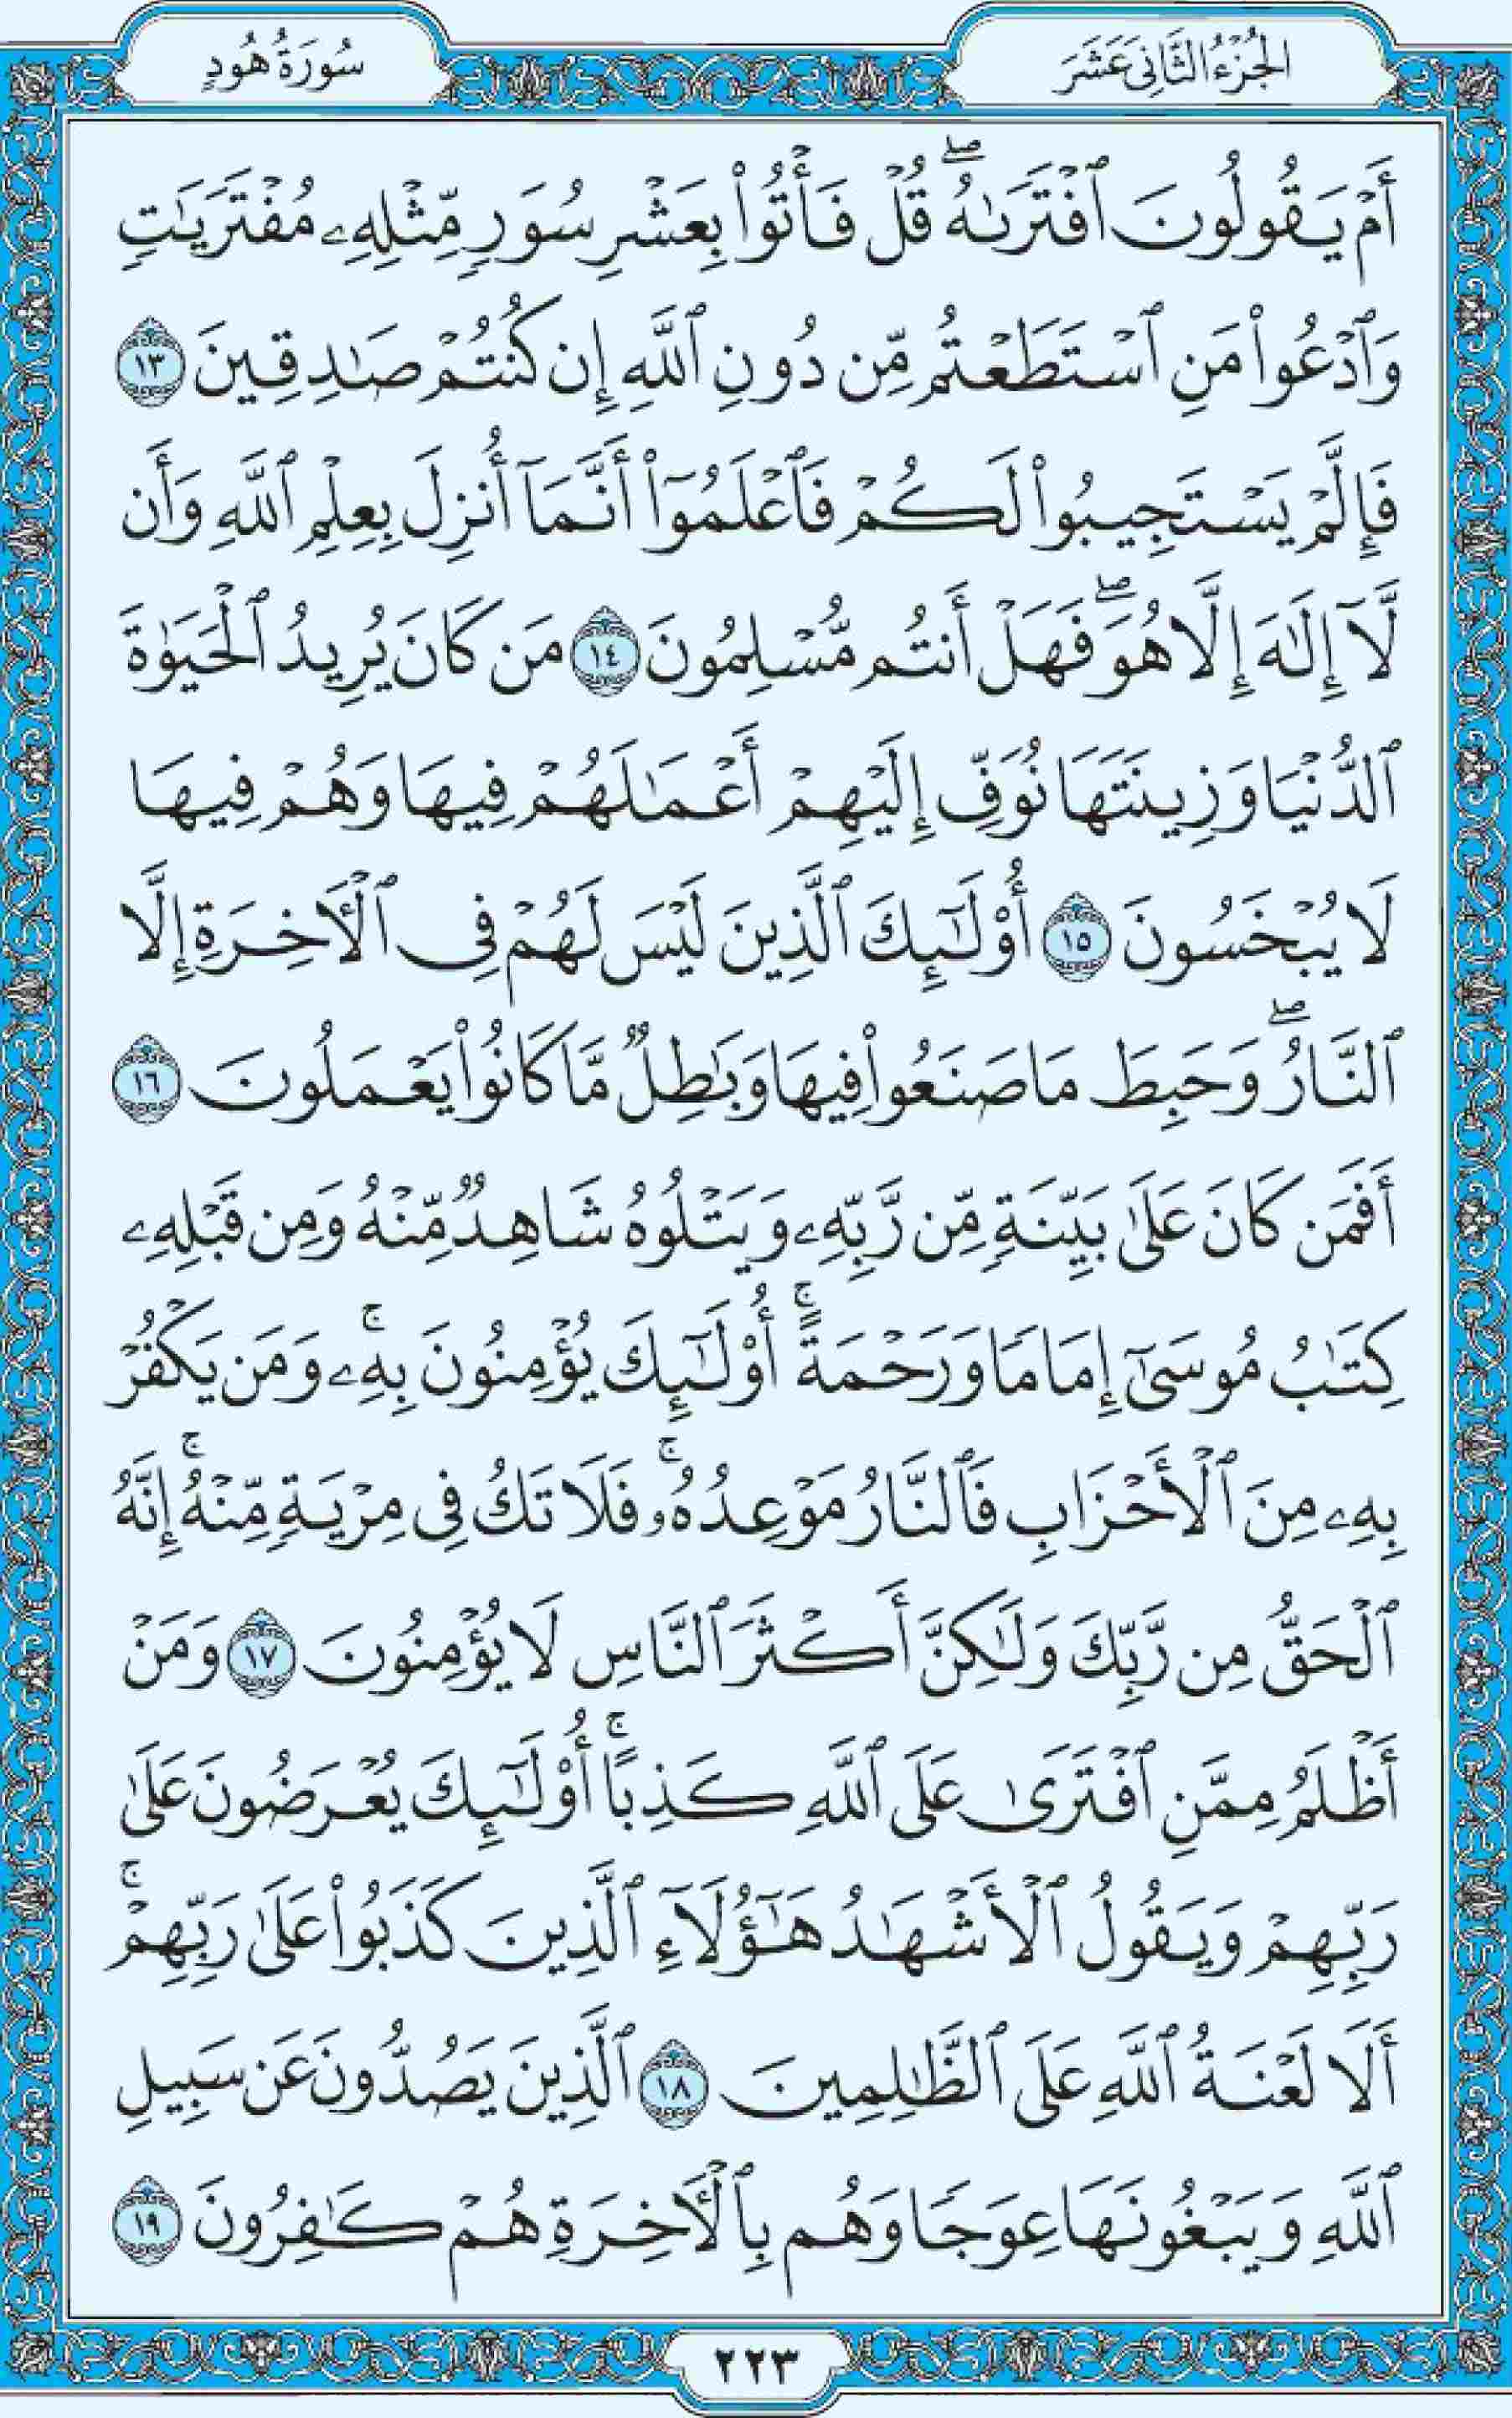 الجُزْءُ الثَّانِي عَشَرَ
سُورَةُ هُودٍ
أَمْ يَقُولُونَ ٱفْتَرَىٰهُ ۖ قُلْ فَأْتُوا۟ بِعَشْرِ سُوَرٍ مِّثْلِهِۦ مُفْتَرَيَـٰتٍ
وَٱدْعُوا۟ مَنِ ٱسْتَطَعْتُم مِّن دُونِ ٱللَّهِ إِن كُنتُمْ صَـٰدِقِينَ ١٣
فَإِلَّمْ يَسْتَجِيبُوا۟ لَكُمْ فَٱعْلَمُوٓا۟ أَنَّمَآ أُنزِلَ بِعِلْمِ ٱللَّهِ وَأَن
لَّآ إِلَـٰهَ إِلَّا هُوَ ۖ فَهَلْ أَنتُم مُّسْلِمُونَ ١٤ مَن كَانَ يُرِيدُ ٱلْحَيَوٰةَ
ٱلدُّنْيَا وَزِينَتَهَا نُوَفِّ إِلَيْهِمْ أَعْمَـٰلَهُمْ فِيهَا وَهُمْ فِيهَا
لَا يُبْخَسُونَ ١٥ أُو۟لَـٰٓئِكَ ٱلَّذِينَ لَيْسَ لَهُمْ فِى ٱلْـَٔاخِرَةِ إِلَّا
ٱلنَّارُ ۖ وَحَبِطَ مَا صَنَعُوا۟ فِيهَا وَبَـٰطِلٌ مَّا كَانُوا۟ يَعْمَلُونَ ١٦
أَفَمَن كَانَ عَلَىٰ بَيِّنَةٍ مِّن رَّبِّهِۦ وَيَتْلُوهُ شَاهِدٌ مِّنْهُ وَمِن قَبْلِهِۦ
كِتَـٰبُ مُوسَىٰٓ إِمَامًا وَرَحْمَةً ۚ أُو۟لَـٰٓئِكَ يُؤْمِنُونَ بِهِۦ ۚ وَمَن يَكْفُرْ
بِهِۦ مِنَ ٱلْأَحْزَابِ فَٱلنَّارُ مَوْعِدُهُۥ ۚ فَلَا تَكُ فِى مِرْيَةٍ مِّنْهُ ۚ إِنَّهُ
ٱلْحَقُّ مِن رَّبِّكَ وَلَـٰكِنَّ أَكْثَرَ ٱلنَّاسِ لَا يُؤْمِنُونَ ١٧ وَمَنْ
أَظْلَمُ مِمَّنِ ٱفْتَرَىٰ عَلَى ٱللَّهِ كَذِبًا ۚ أُو۟لَـٰٓئِكَ يُعْرَضُونَ عَلَىٰ
رَبِّهِمْ وَيَقُولُ ٱلْأَشْهَـٰدُ هَـٰٓؤُلَآءِ ٱلَّذِينَ كَذَبُوا۟ عَلَىٰ رَبِّهِمْ ۚ
أَلَا لَعْنَةُ ٱللَّهِ عَلَى ٱلظَّـٰلِمِينَ ١٨ ٱلَّذِينَ يَصُدُّونَ عَن سَبِيلِ
ٱللَّهِ وَيَبْغُونَهَا عِوَجًا وَهُم بِٱلْـَٔاخِرَةِ هُمْ كَـٰفِرُونَ ١٩
٢٢٣